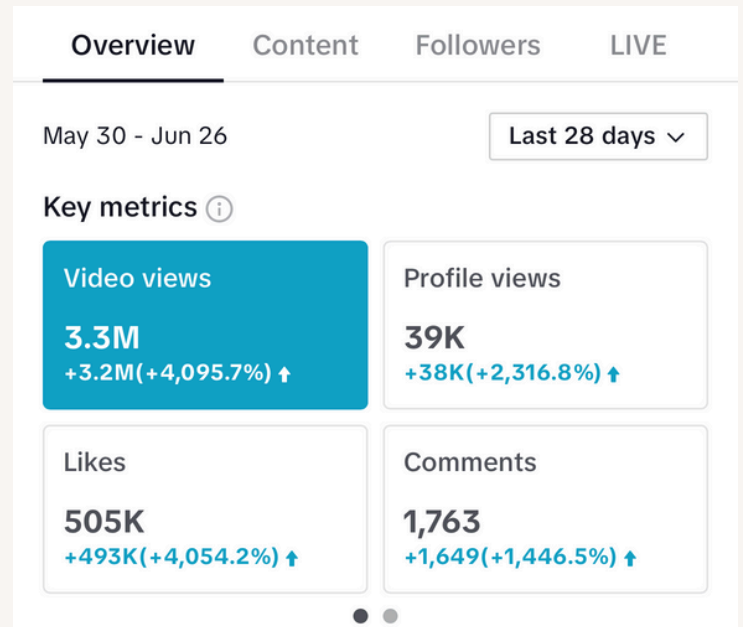 Overview Content Followers LIVE
May 30 - Jun 26 Last 28 days
Key metrics
Video views
3.3M
+3.2M(+4,095.7%)
Profile views
39K
+38K(+2,316.8%)
Likes
505K
+493K(+4,054.2%)
Comments
1,763
+1,649(+1,446.5%)